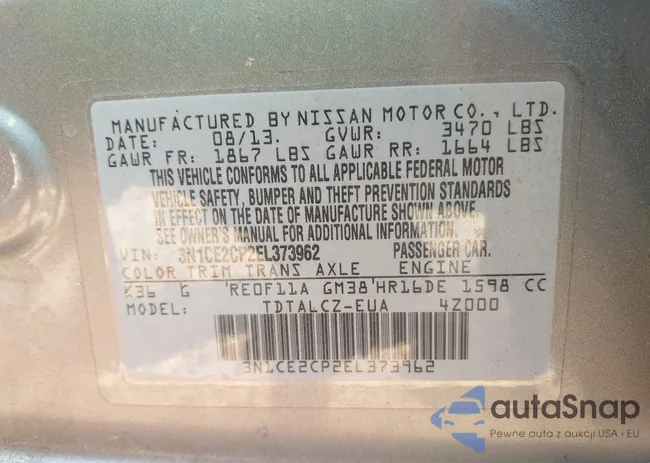 MANUFACTURED BY NISSAN MOTOR CO., LTD.
DATE: 08/13. GVWR: 3470 LBS
GAWR FR: 1867 LBS GAWR RR: 1664 LBS
THIS VEHICLE CONFORMS TO ALL APPLICABLE FEDERAL MOTOR
VEHICLE SAFETY, BUMPER AND THEFT PREVENTION STANDARDS
IN EFFECT ON THE DATE OF MANUFACTURE SHOWN ABOVE.
SEE OWNER'S MANUAL FOR ADDITIONAL INFORMATION.
VIN: 3N1CE2CP2EL373962 PASSENGER CAR.
COLOR TRIM TRANS AXLE ENGINE
K36 G 'RE0F11A GM38'HR16DE 1598 CC
MODEL: TDTALCZ-EUA 4Z000
3N1CE2CP2EL373962
autoSnap
Pewne auta z aukcji USA i EU